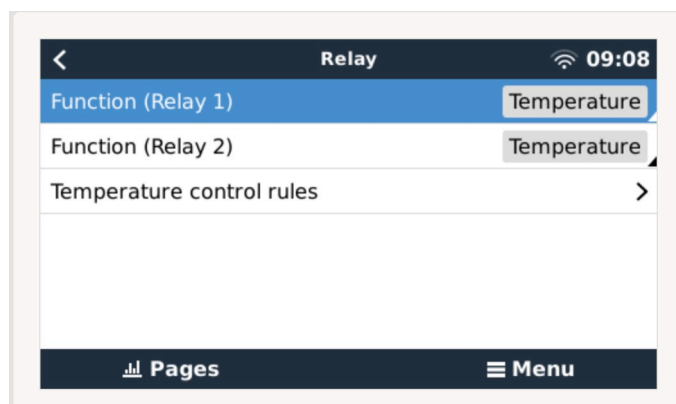 Relay 09:08
Function (Relay 1) Temperature
Function (Relay 2) Temperature
Temperature control rules
Pages Menu